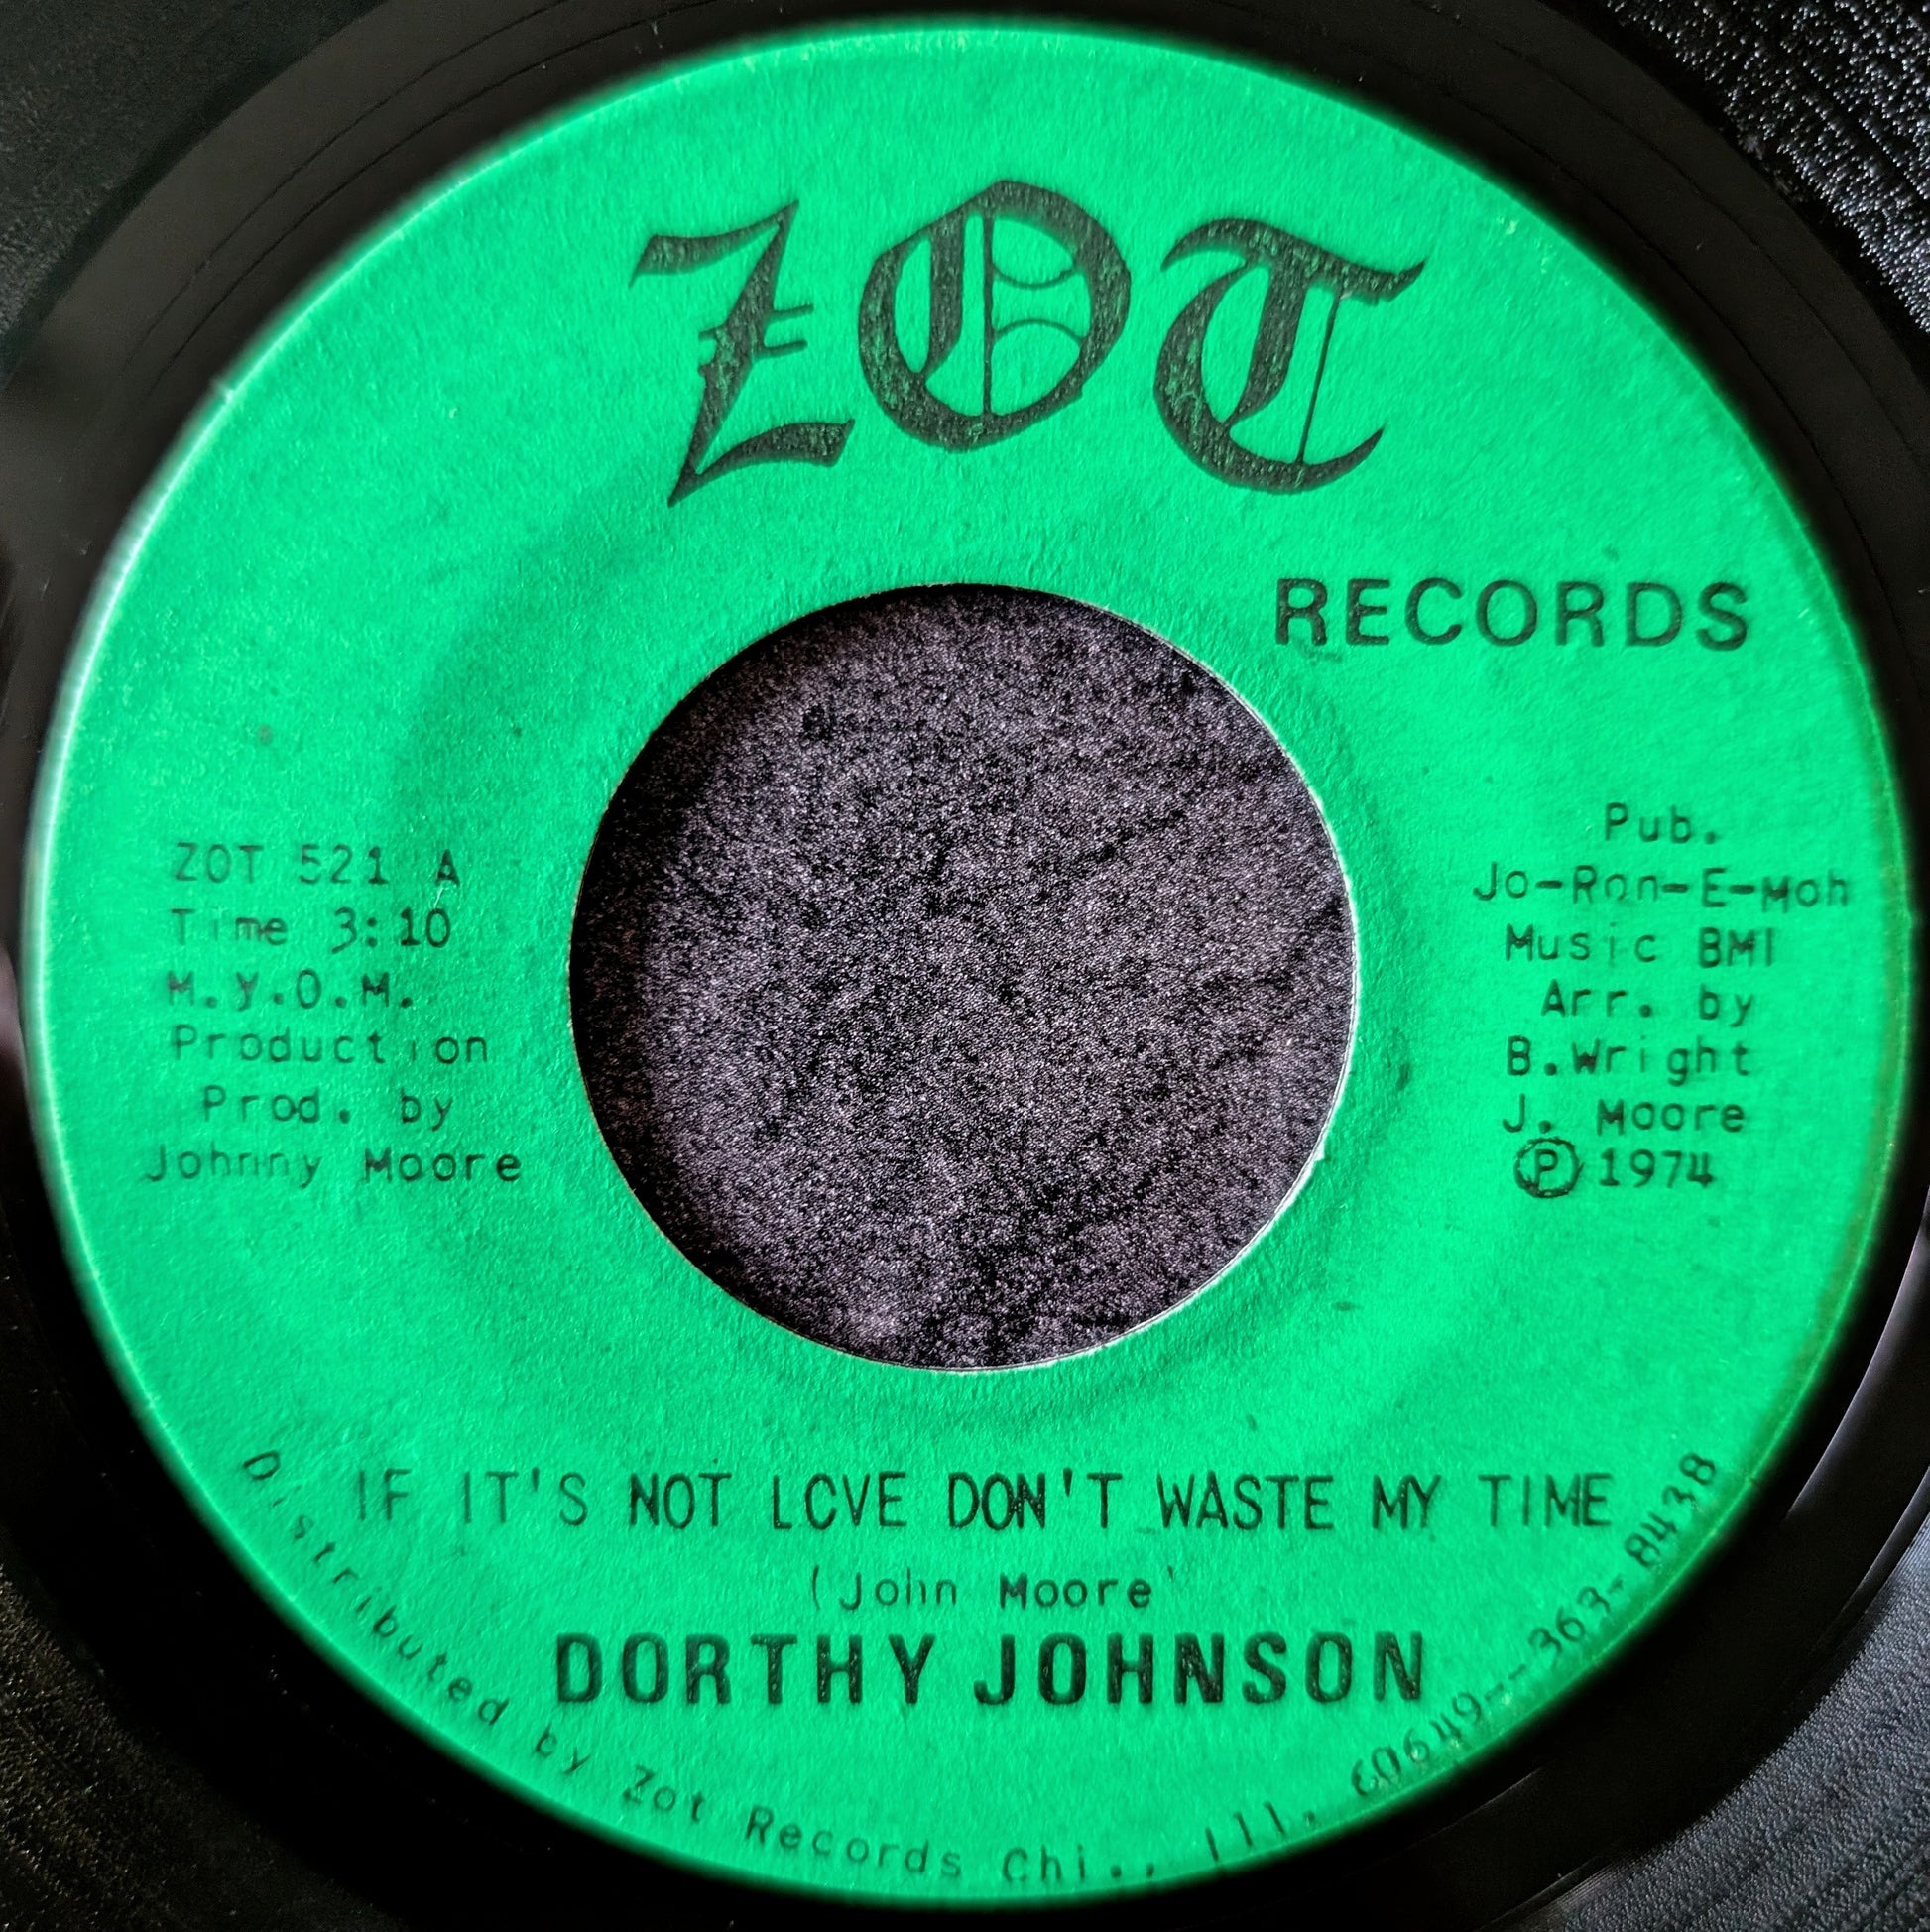 ZOT
RECORDS
ZOT 521 A
Time 3:10
M.y.O.M.
Production
Prod. by
Johnny Moore
Pub.
Jo-Ron-E-Moh
Music BMI
Arr. by
B.Wright
J. Moore
Ⓟ1974
IF IT'S NOT LOVE DON'T WASTE MY TIME
(John Moore)
DORTHY JOHNSON
Distributed by Zot Records Chi., Ill. 60649--363-8438